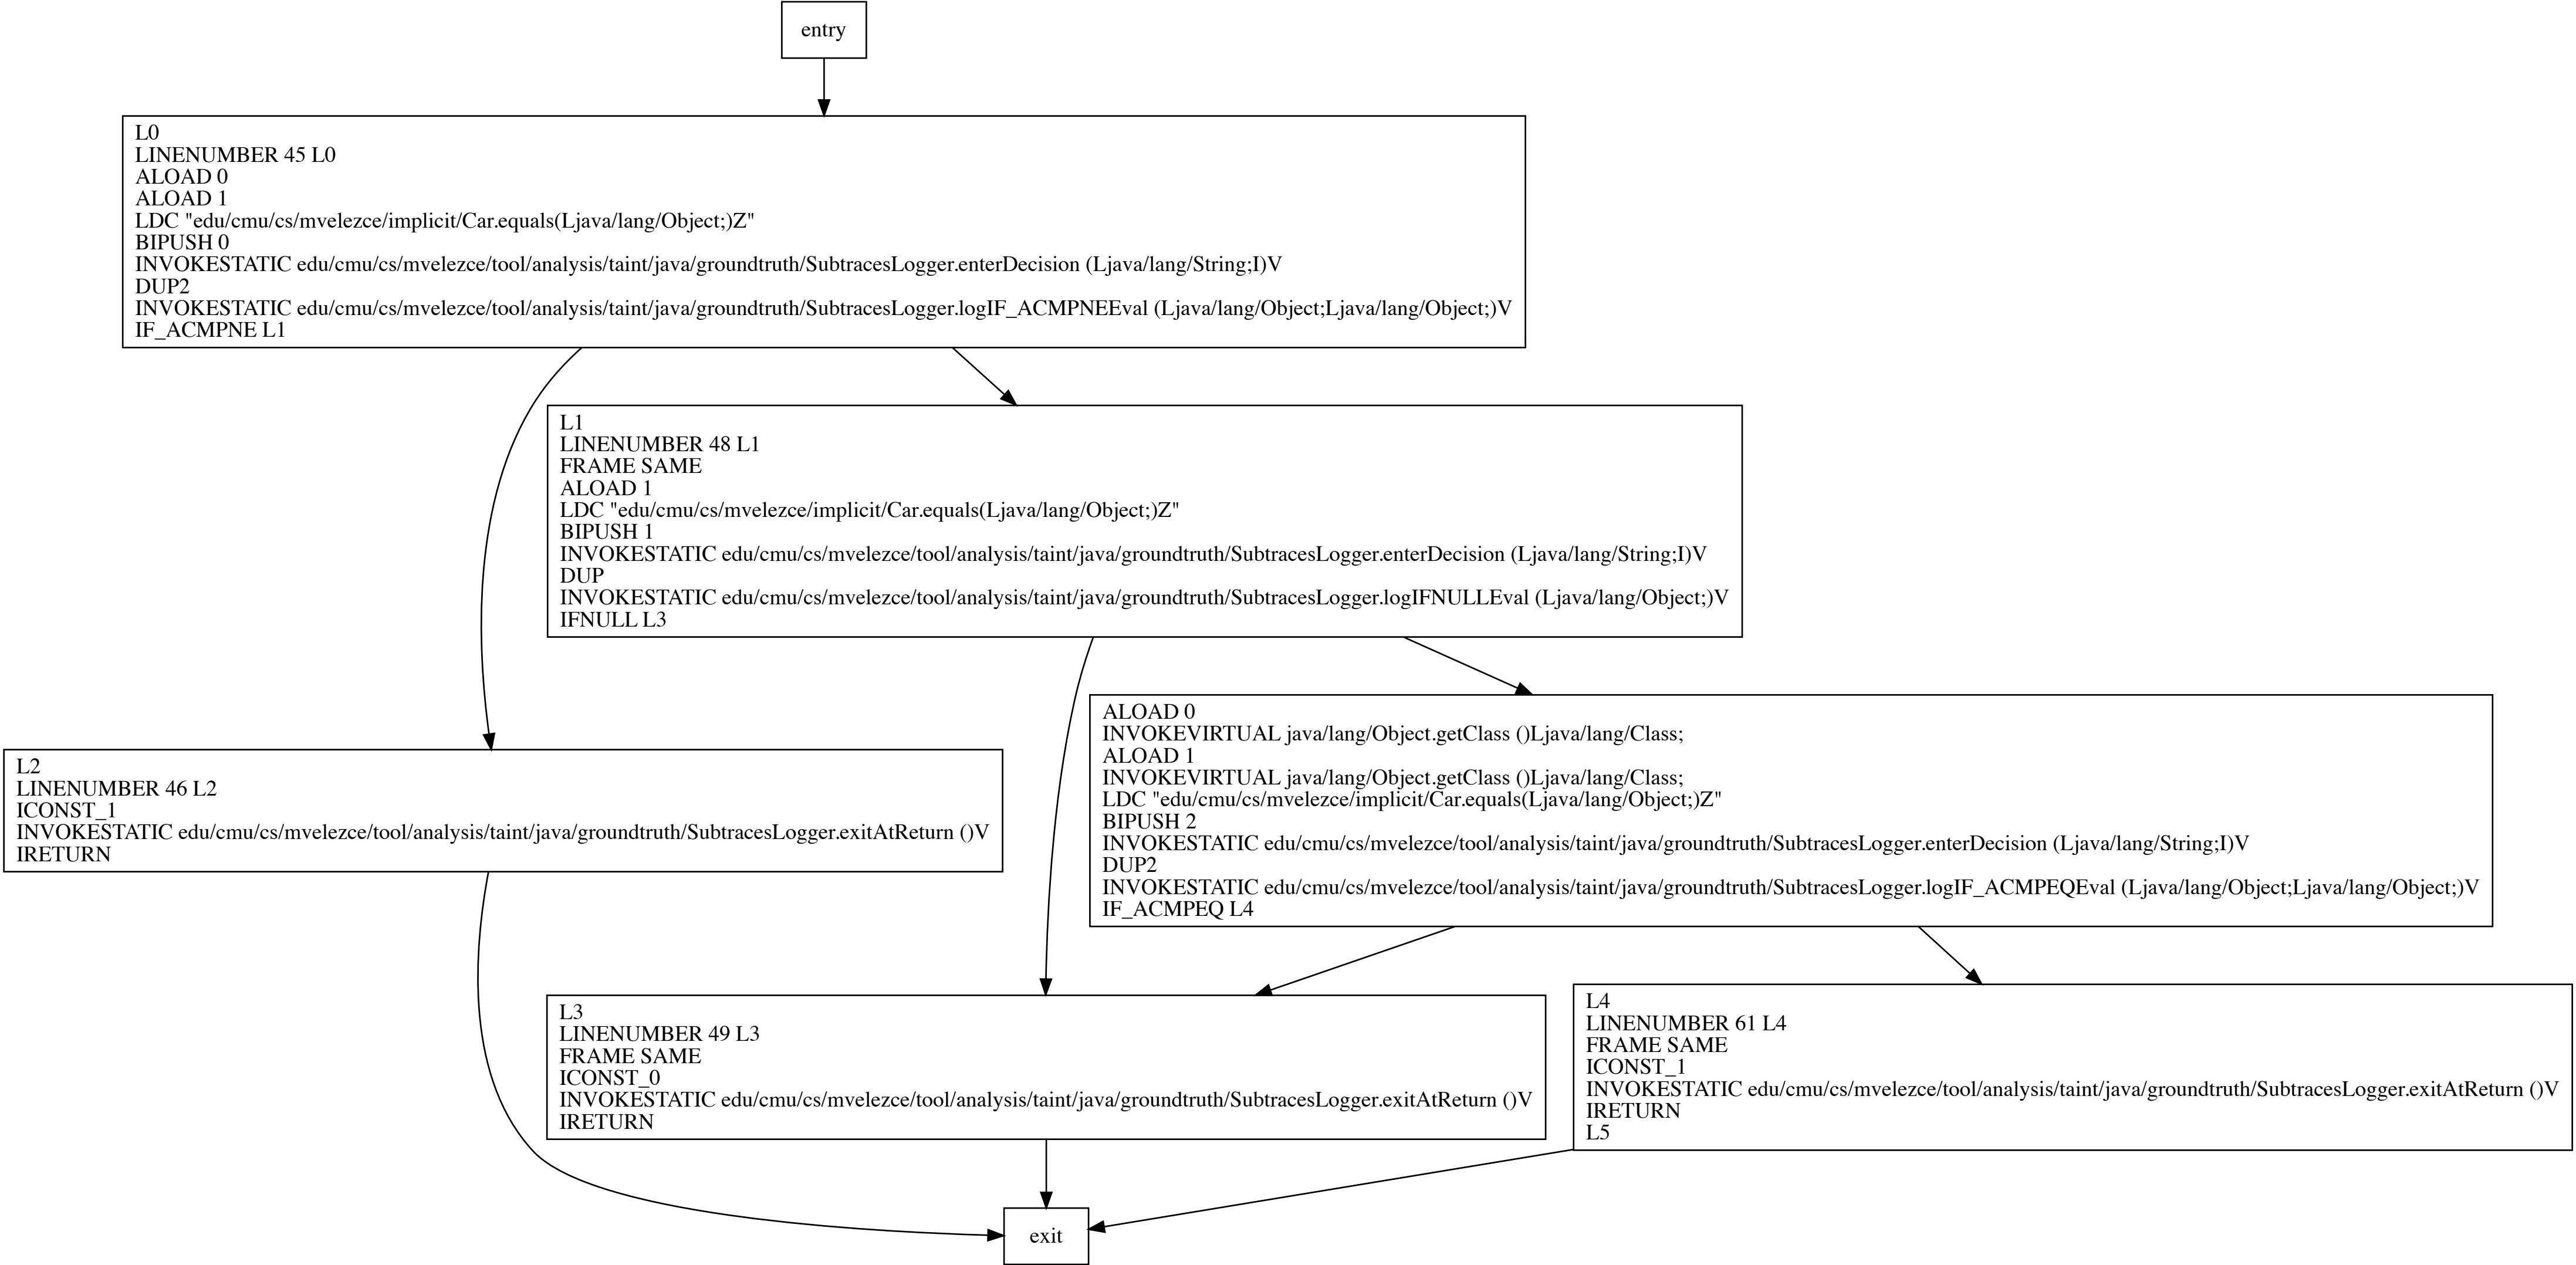 entry
L0
LINENUMBER 45 L0
ALOAD 0
ALOAD 1
LDC "edu/cmu/cs/mvelezce/implicit/Car.equals(Ljava/lang/Object;)Z"
BIPUSH 0
INVOKESTATIC edu/cmu/cs/mvelezce/tool/analysis/taint/java/groundtruth/SubtracesLogger.enterDecision (Ljava/lang/String;I)V
DUP2
INVOKESTATIC edu/cmu/cs/mvelezce/tool/analysis/taint/java/groundtruth/SubtracesLogger.logIF_ACMPNEEval (Ljava/lang/Object;Ljava/lang/Object;)V
IF_ACMPNE L1
L1
LINENUMBER 48 L1
FRAME SAME
ALOAD 1
LDC "edu/cmu/cs/mvelezce/implicit/Car.equals(Ljava/lang/Object;)Z"
BIPUSH 1
INVOKESTATIC edu/cmu/cs/mvelezce/tool/analysis/taint/java/groundtruth/SubtracesLogger.enterDecision (Ljava/lang/String;I)V
DUP
INVOKESTATIC edu/cmu/cs/mvelezce/tool/analysis/taint/java/groundtruth/SubtracesLogger.logIFNULLEval (Ljava/lang/Object;)V
IFNULL L3
ALOAD 0
INVOKEVIRTUAL java/lang/Object.getClass ()Ljava/lang/Class;
ALOAD 1
INVOKEVIRTUAL java/lang/Object.getClass ()Ljava/lang/Class;
LDC "edu/cmu/cs/mvelezce/implicit/Car.equals(Ljava/lang/Object;)Z"
BIPUSH 2
INVOKESTATIC edu/cmu/cs/mvelezce/tool/analysis/taint/java/groundtruth/SubtracesLogger.enterDecision (Ljava/lang/String;I)V
DUP2
INVOKESTATIC edu/cmu/cs/mvelezce/tool/analysis/taint/java/groundtruth/SubtracesLogger.logIF_ACMPEQEval (Ljava/lang/Object;Ljava/lang/Object;)V
IF_ACMPEQ L4
L2
LINENUMBER 46 L2
ICONST_1
INVOKESTATIC edu/cmu/cs/mvelezce/tool/analysis/taint/java/groundtruth/SubtracesLogger.exitAtReturn ()V
IRETURN
L3
LINENUMBER 49 L3
FRAME SAME
ICONST_0
INVOKESTATIC edu/cmu/cs/mvelezce/tool/analysis/taint/java/groundtruth/SubtracesLogger.exitAtReturn ()V
IRETURN
L4
LINENUMBER 61 L4
FRAME SAME
ICONST_1
INVOKESTATIC edu/cmu/cs/mvelezce/tool/analysis/taint/java/groundtruth/SubtracesLogger.exitAtReturn ()V
IRETURN
L5
exit